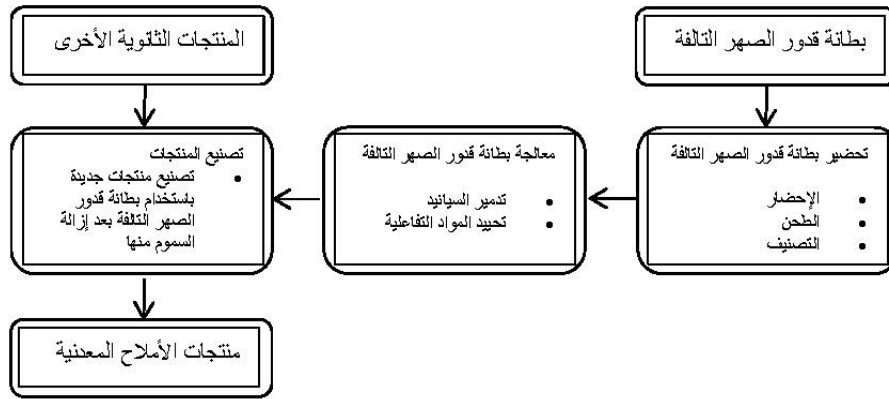 بطانة قدور الصهر التالفة
المنتجات الثانوية الأخرى
تحضير بطانة قدور الصهر التالفة
• الإحضار
• الطحن
• التصنيف
معالجة بطانة قدور الصهر التالفة
• تدمير السيانيد
• تحييد المواد التفاعلية
تصنيع المنتجات
• تصنيع منتجات جديدة
باستخدام بطانة قدور
الصهر التالفة بعد إزالة
السموم منها
منتجات الأملاح المعدنية